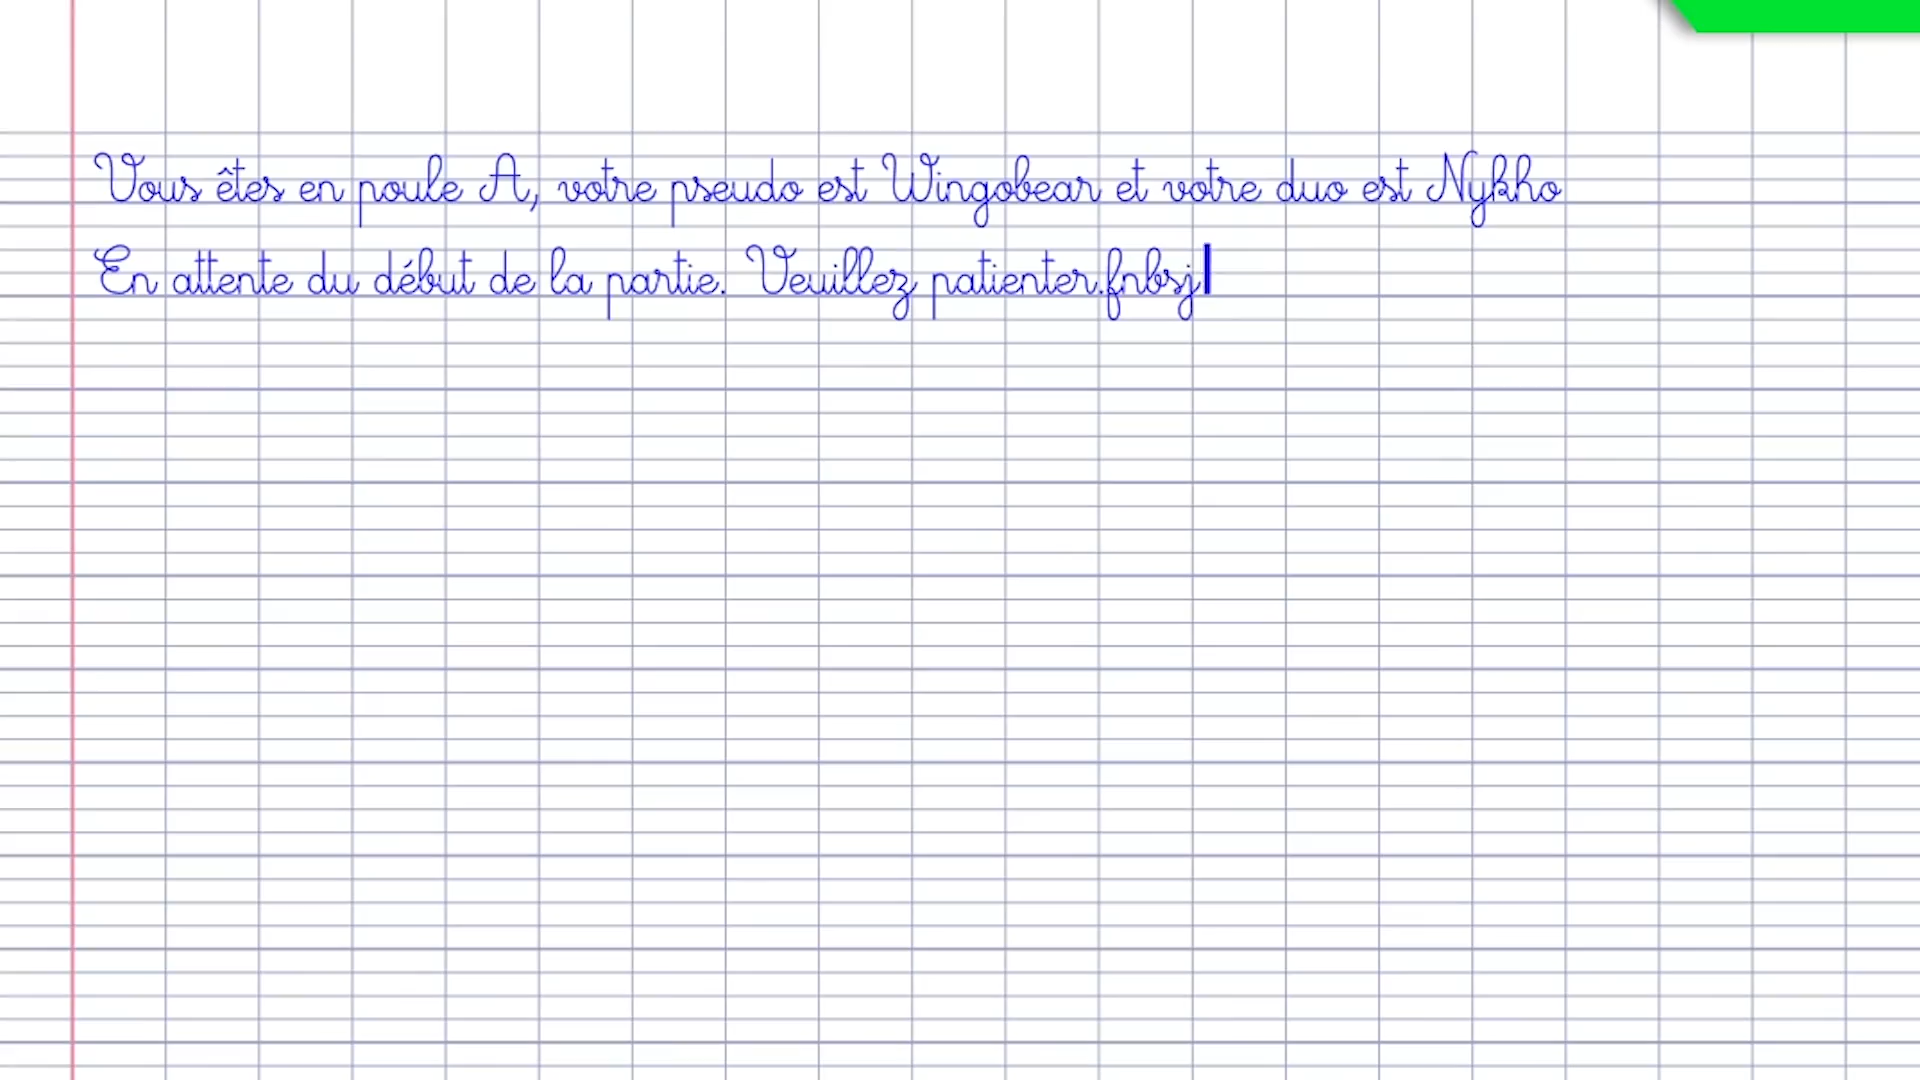 Vous êtes en poule A, votre pseudo est Wingobear et votre duo est Nykho
En attente du début de la partie. Veuillez patienter.fnbsj